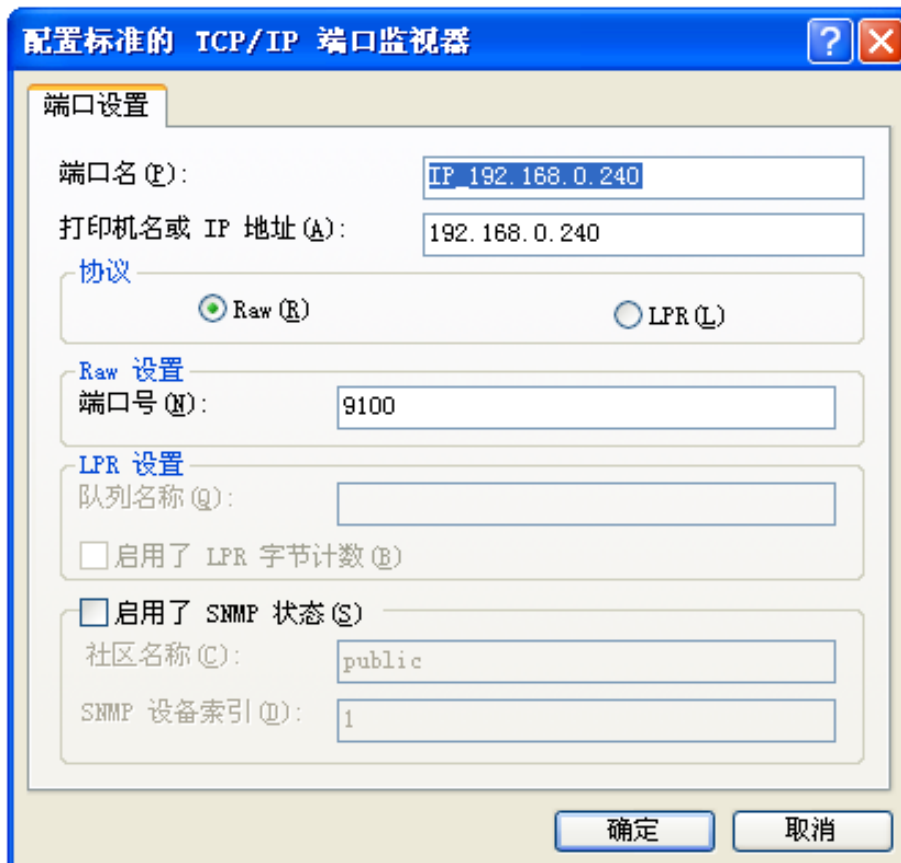 配置标准的 TCP/IP 端口监视器
端口设置
端口名(P): IP_192.168.0.240
打印机名或 IP 地址(A): 192.168.0.240
协议
Raw(R) LPR(L)
Raw 设置
端口号(N): 9100
LPR 设置
队列名称(Q):
启用了 LPR 字节计数(B)
启用了 SNMP 状态(S)
社区名称(C): public
SNMP 设备索引(D): 1
确定 取消